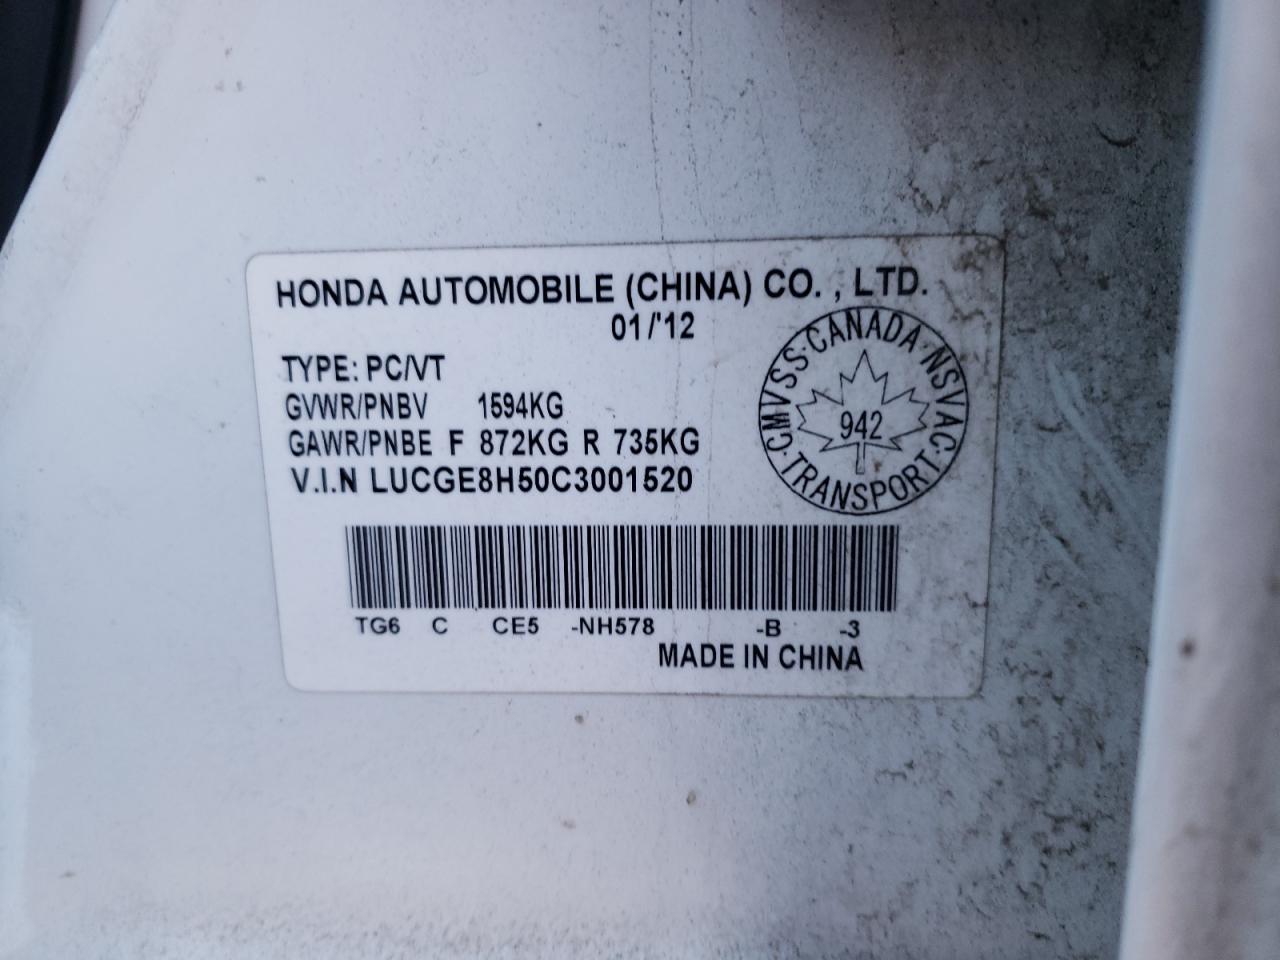 HONDA AUTOMOBILE (CHINA) CO. , LTD.
01/'12
TYPE: PC/VT
GVWR/PNBV 1594KG
GAWR/PNBE F 872KG R 735KG
V.I.N LUCGE8H50C3001520
CMVSS·CANADA·NSVAC·TRANSPORT·
942
TG6 C CE5 -NH578 -B -3
MADE IN CHINA